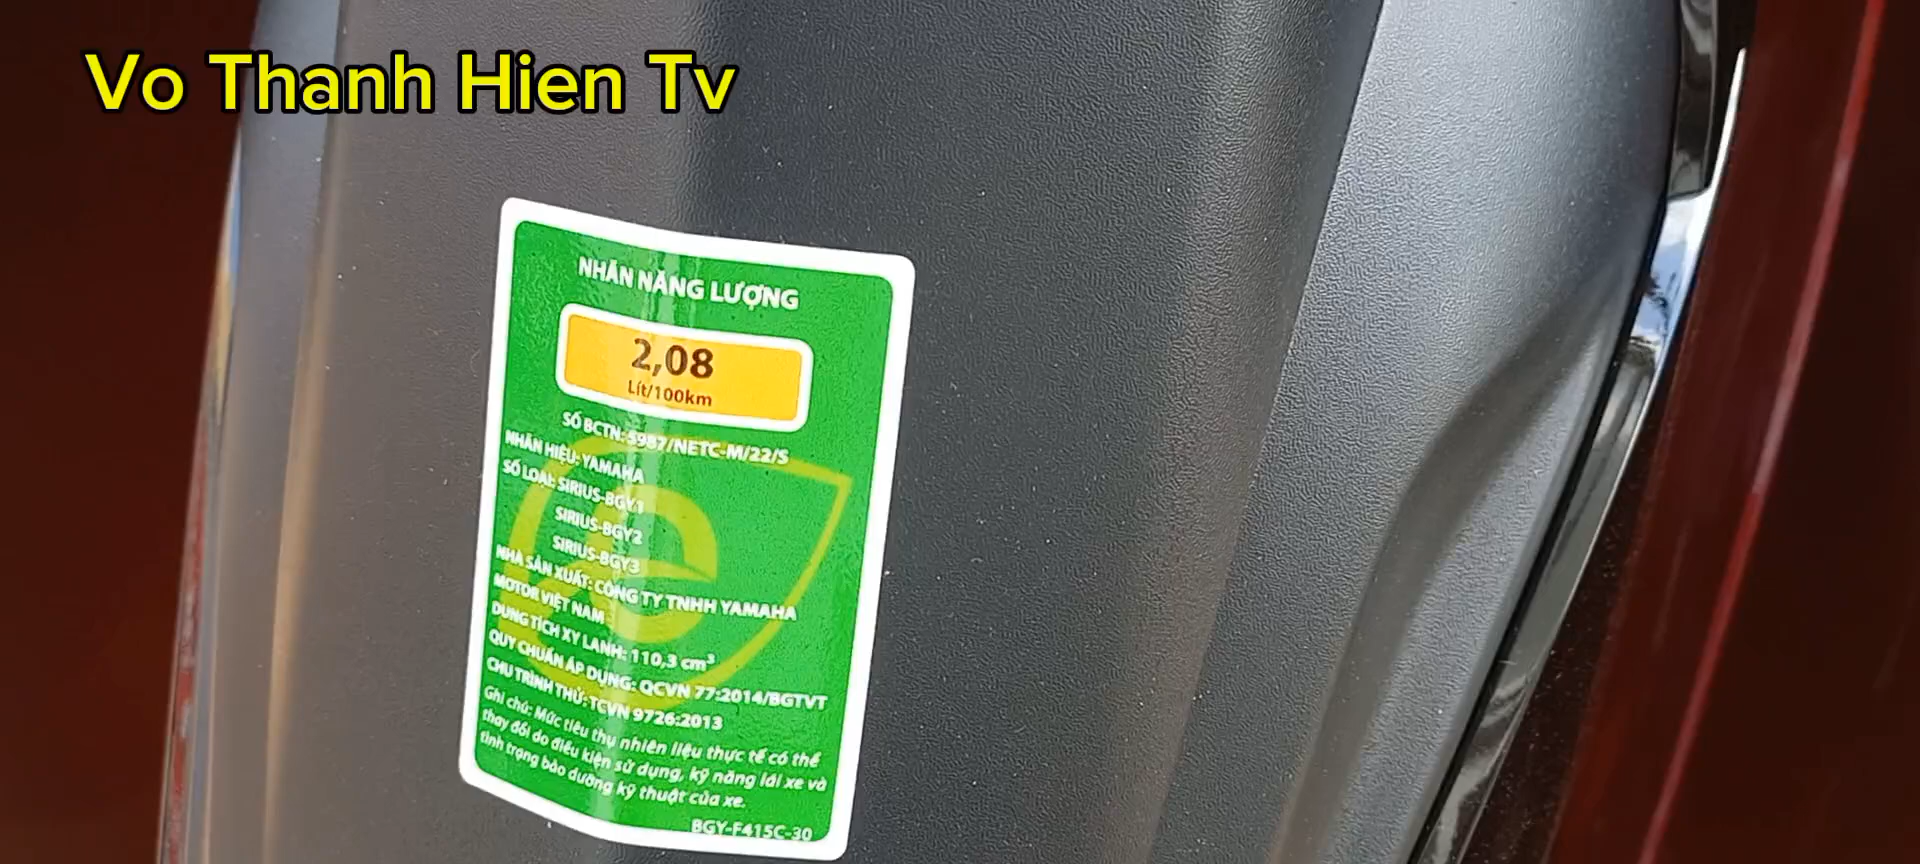 Vo Thanh Hien Tv
NHÃN NĂNG LƯỢNG
2,08
Lít/100km
SỐ BCTN: 5987/NETC-M/22/S
NHÃN HIỆU: YAMAHA
SỐ LOẠI: SIRIUS-BGY1
SIRIUS-BGY2
SIRIUS-BGY3
NHÀ SẢN XUẤT: CÔNG TY TNHH YAMAHA
MOTOR VIỆT NAM
DUNG TÍCH XY LANH: 110,3 cm³
QUY CHUẨN ÁP DỤNG: QCVN 77:2014/BGTVT
CHU TRÌNH THỬ: TCVN 9726:2013
Ghi chú: Mức tiêu thụ nhiên liệu thực tế có thể
thay đổi do điều kiện sử dụng, kỹ năng lái xe và
tình trạng bảo dưỡng kỹ thuật của xe.
BGY-F415C-30